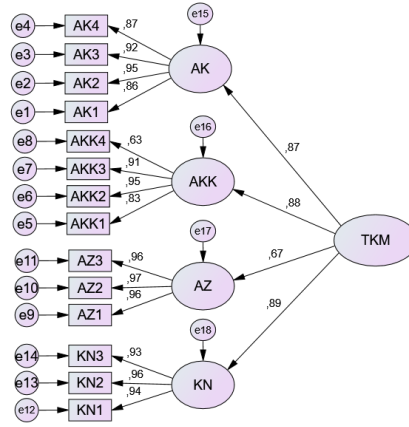 e15
e4 AK4 ,87
e3 AK3 ,92 AK
e2 AK2 ,95
e1 AK1 ,86
,87
e16
e8 AKK4 ,63
e7 AKK3 ,91 AKK
e6 AKK2 ,95
e5 AKK1 ,83
,88
TKM
e17
,67
e11 AZ3 ,96
e10 AZ2 ,97 AZ
e9 AZ1 ,96
,89
e18
e14 KN3 ,93
e13 KN2 ,96 KN
e12 KN1 ,94